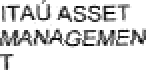 ITAÚ ASSET
MANAGEMEN
T